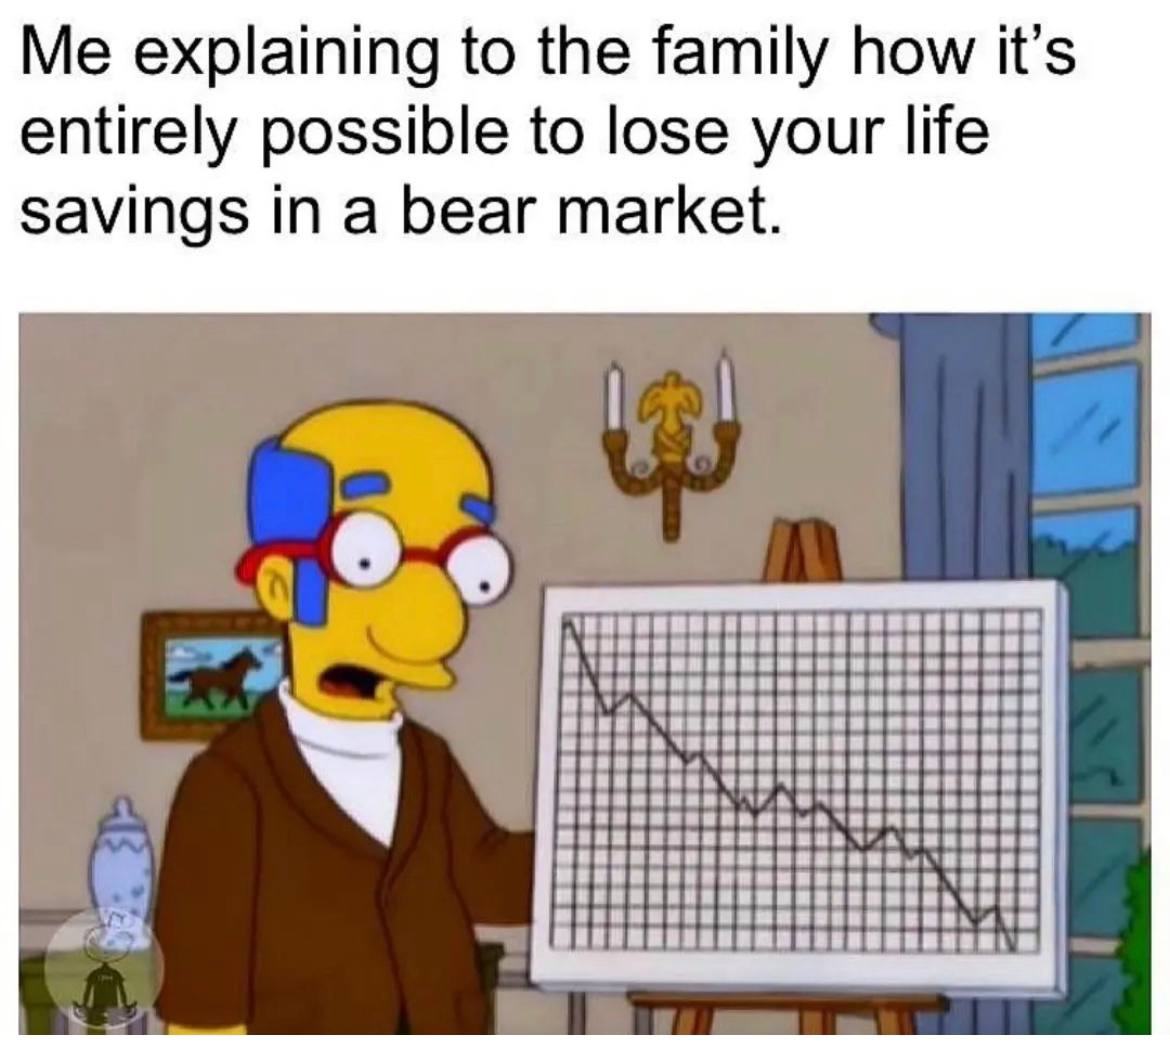 Me explaining to the family how it’s
entirely possible to lose your life
savings in a bear market.